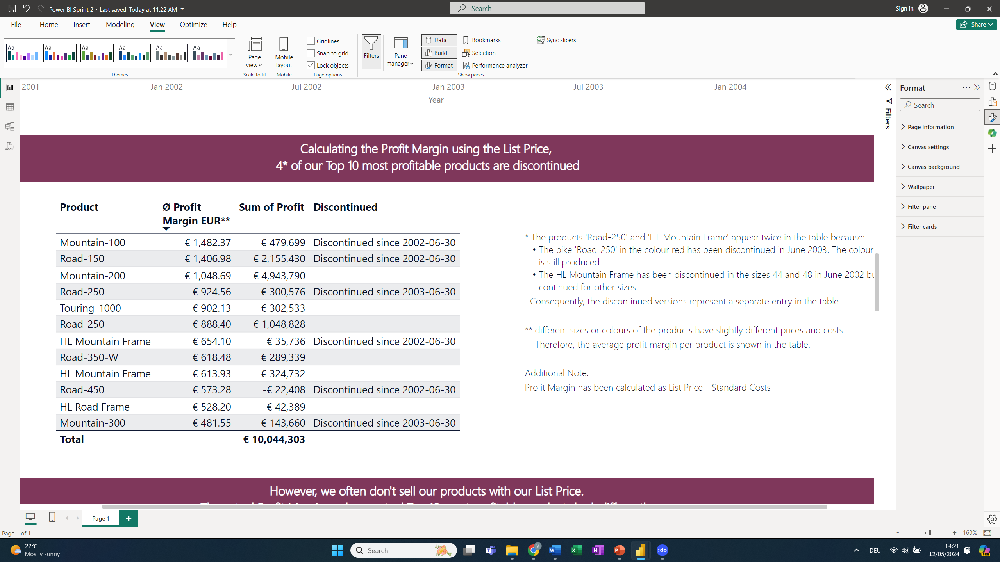 Power BI Sprint 2 • Last saved: Today at 11:22 AM
Search
Sign in
File Home Insert Modeling View Optimize Help
Share
Aa Aa Aa Aa Aa Aa
Themes
Page view
Scale to fit
Mobile layout
Mobile
Gridlines
Snap to grid
Lock objects
Page options
Filters
Pane manager
Data
Build
Format
Bookmarks
Selection
Performance analyzer
Sync slicers
Show panes
2001 Jan 2002 Jul 2002 Jan 2003 Jul 2003 Jan 2004
Year
DAX
Calculating the Profit Margin using the List Price,
4* of our Top 10 most profitable products are discontinued
Product Ø Profit Margin EUR** Sum of Profit Discontinued
Mountain-100 € 1,482.37 € 479,699 Discontinued since 2002-06-30
Road-150 € 1,406.98 € 2,155,430 Discontinued since 2002-06-30
Mountain-200 € 1,048.69 € 4,943,790
Road-250 € 924.56 € 300,576 Discontinued since 2003-06-30
Touring-1000 € 902.13 € 302,533
Road-250 € 888.40 € 1,048,828
HL Mountain Frame € 654.10 € 35,736 Discontinued since 2002-06-30
Road-350-W € 618.48 € 289,339
HL Mountain Frame € 613.93 € 324,732
Road-450 € 573.28 -€ 22,408 Discontinued since 2002-06-30
HL Road Frame € 528.20 € 42,389
Mountain-300 € 481.55 € 143,660 Discontinued since 2003-06-30
Total € 10,044,303
* The products 'Road-250' and 'HL Mountain Frame' appear twice in the table because:
• The bike 'Road-250' in the colour red has been discontinued in June 2003. The colour
is still produced.
• The HL Mountain Frame has been discontinued in the sizes 44 and 48 in June 2002
continued for other sizes.
Consequently, the discontinued versions represent a separate entry in the table.
** different sizes or colours of the products have slightly different prices and costs.
Therefore, the average profit margin per product is shown in the table.
Additional Note:
Profit Margin has been calculated as List Price - Standard Costs
However, we often don't sell our products with our List Price.
Filters
Format
Search
Page information
Canvas settings
Canvas background
Wallpaper
Filter pane
Filter cards
Page 1
Page 1 of 1
- + 160%
22°C
Mostly sunny
Search
:do
DEU
14:21
12/05/2024
PRE